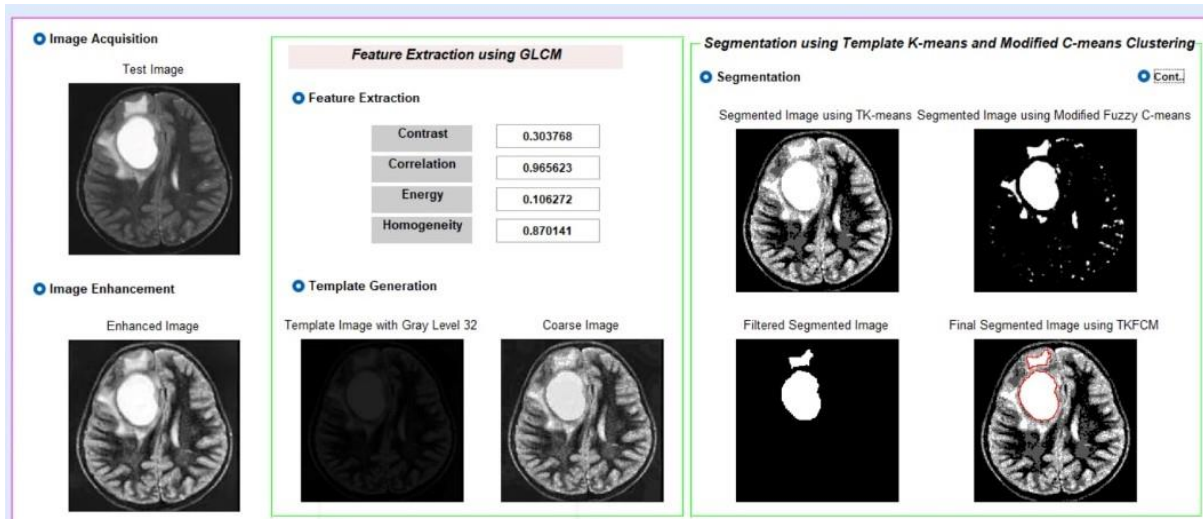 Image Acquisition
Test Image
Image Enhancement
Enhanced Image
Feature Extraction using GLCM
Feature Extraction
Contrast 0.303768
Correlation 0.965623
Energy 0.106272
Homogeneity 0.870141
Template Generation
Template Image with Gray Level 32 Coarse Image
Segmentation using Template K-means and Modified C-means Clustering
Segmentation Cont..
Segmented Image using TK-means Segmented Image using Modified Fuzzy C-means
Filtered Segmented Image Final Segmented Image using TKFCM